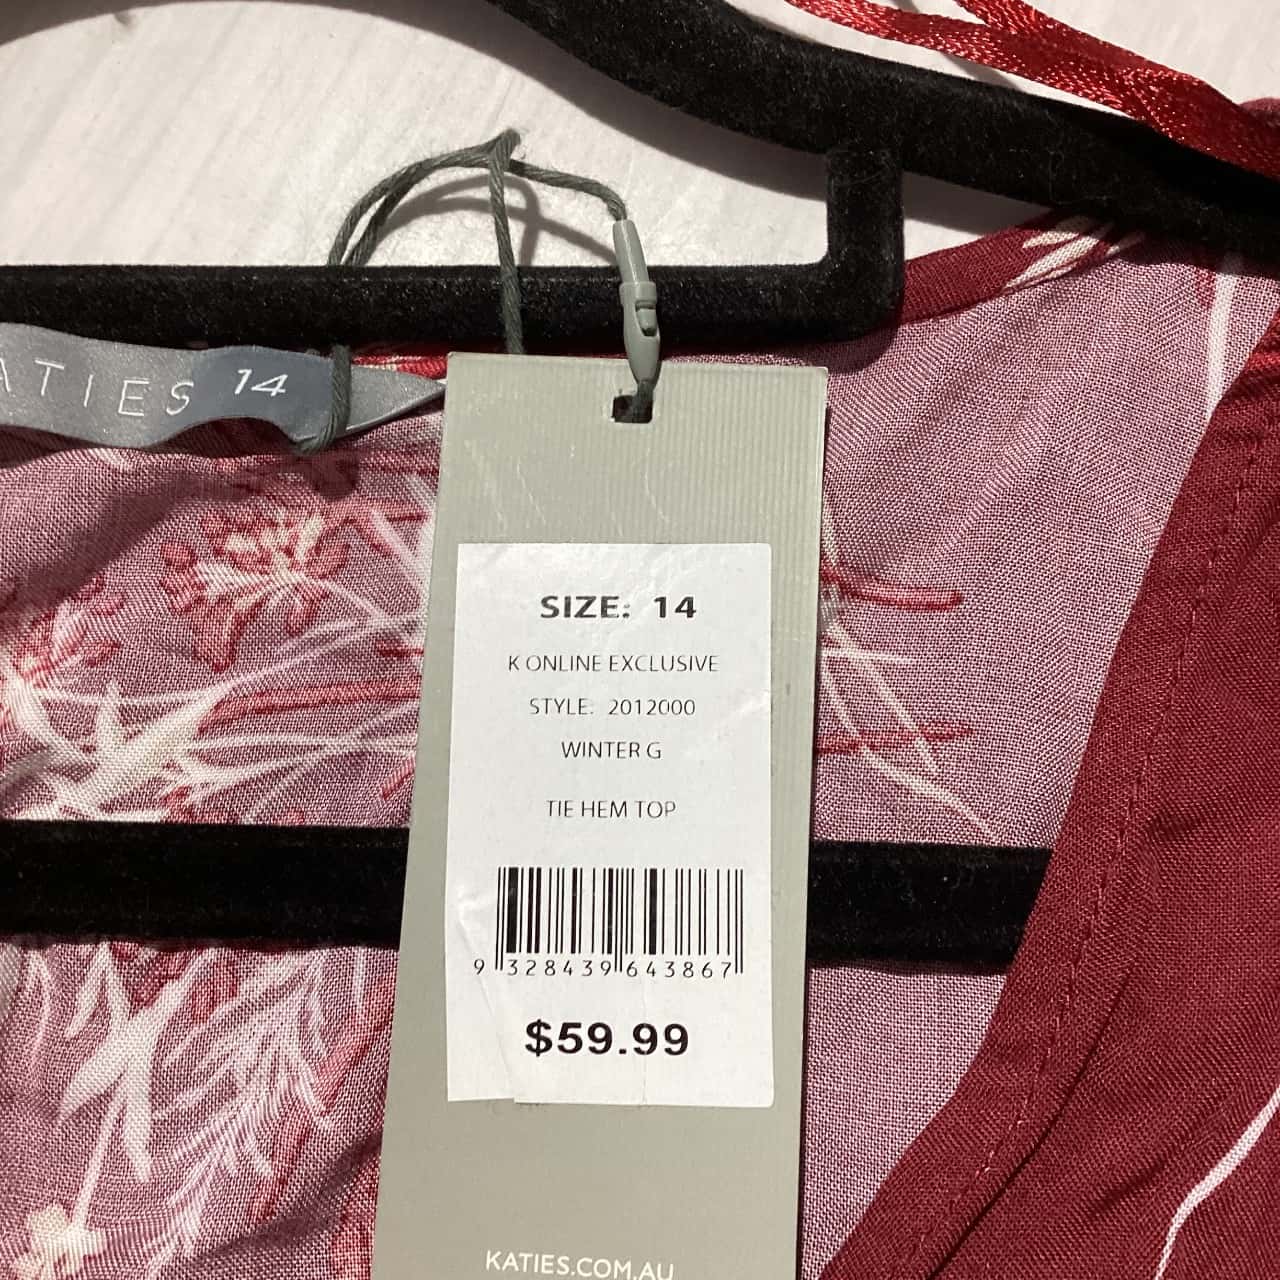 ATIES 14
SIZE: 14
K ONLINE EXCLUSIVE
STYLE: 2012000
WINTER G
TIE HEM TOP
9 328439 643867
$59.99
KATIES.COM.AU